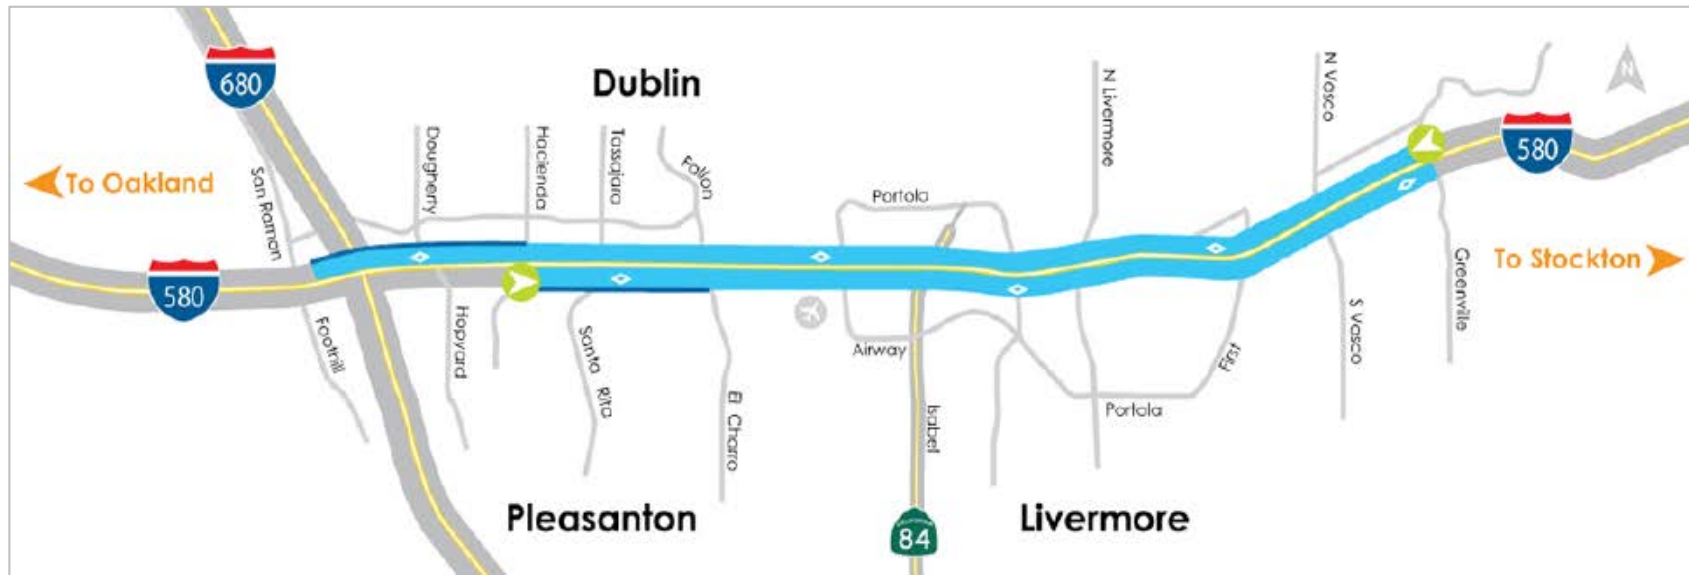 680
Dublin
N Livermore
N Vasco
N
580
Dougherty
Hacienda
Tassajara
Fallon
To Oakland
San Ramon
Portola
To Stockton
Greenville
580
Foothill
Hopyard
Santa Rita
Airway
First
S Vasco
El Charro
Isabel
Portola
Pleasanton
Livermore
84